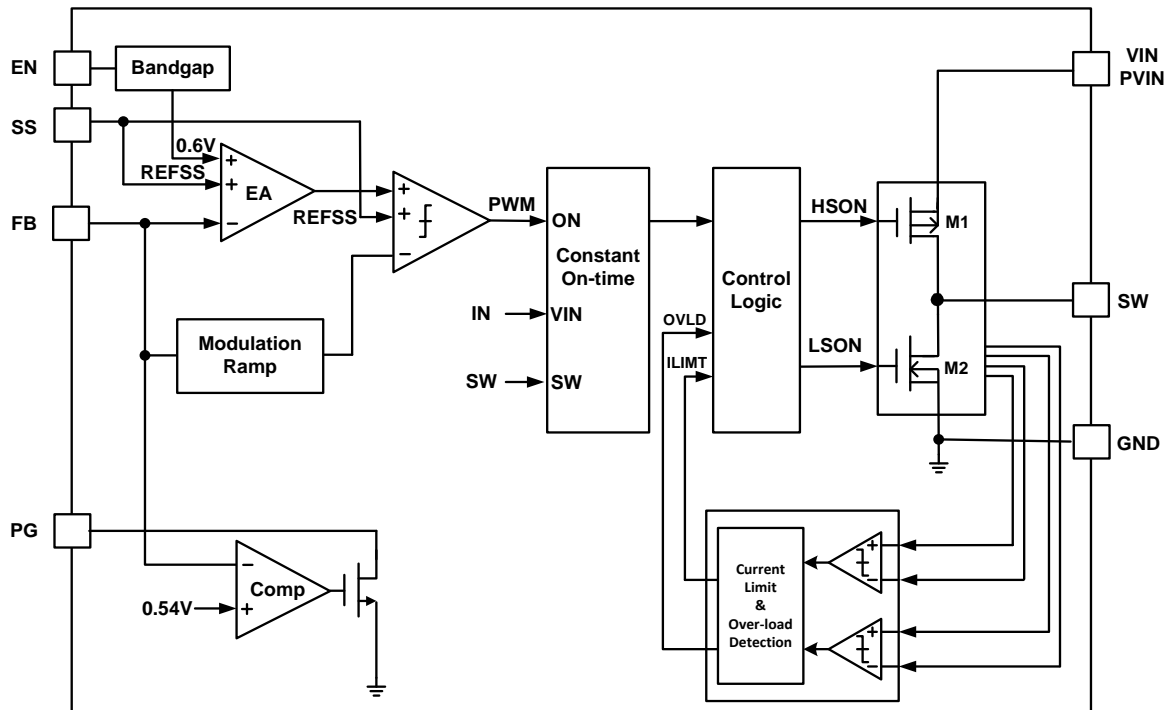 EN
Bandgap
VIN
PVIN
SS
0.6V
+
REFSS
+
EA
−
FB
+
REFSS
+
−
PWM
ON
Constant
On-time
IN
VIN
SW
SW
Modulation
Ramp
HSON
M1
Control
Logic
OVLD
ILIMT
LSON
M2
SW
GND
PG
−
Comp
0.54V
+
Current
Limit
&
Over-load
Detection
+
−
+
−